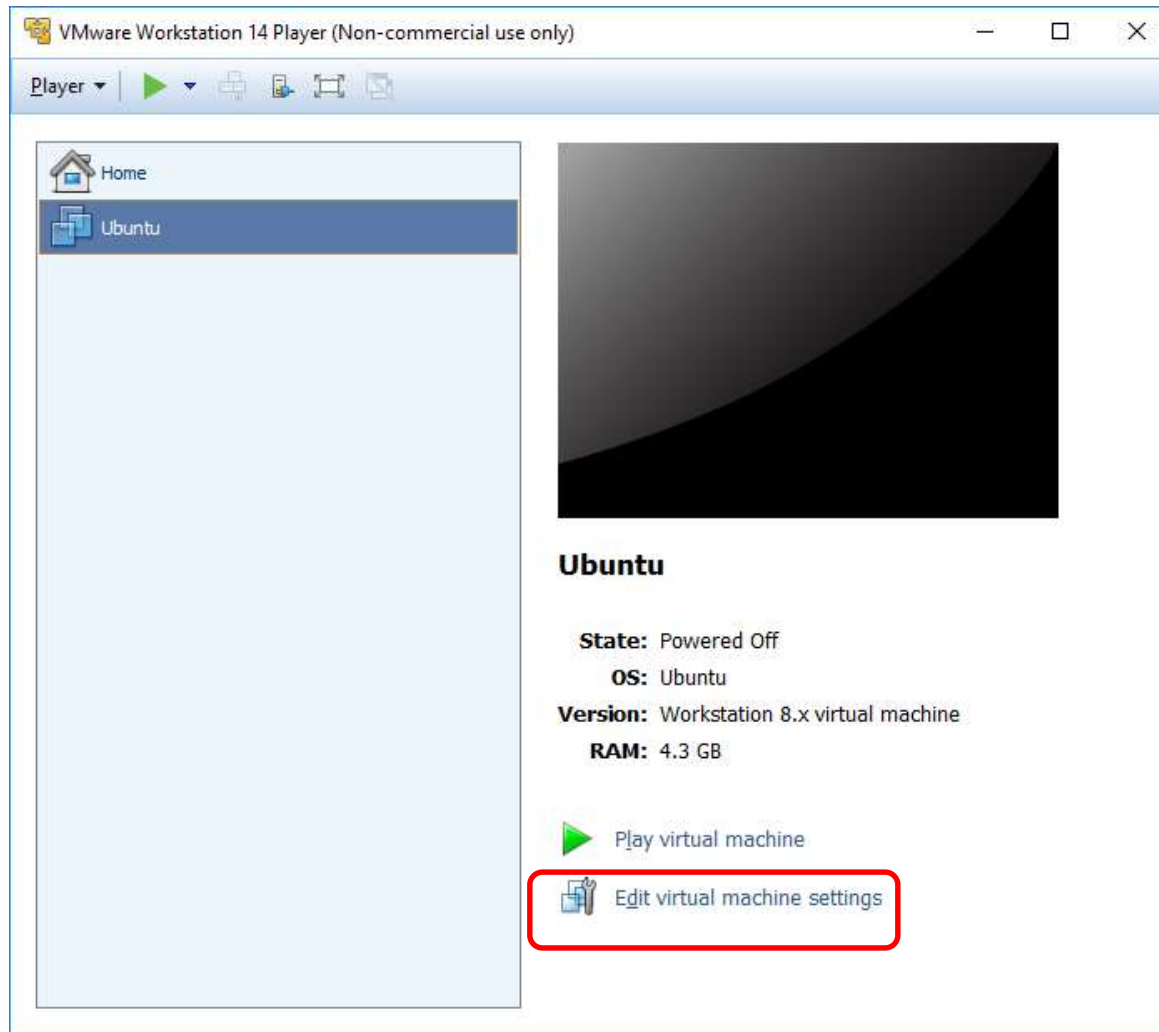 VMware Workstation 14 Player (Non-commercial use only)
Player
Home
Ubuntu
Ubuntu
State: Powered Off
OS: Ubuntu
Version: Workstation 8.x virtual machine
RAM: 4.3 GB
Play virtual machine
Edit virtual machine settings